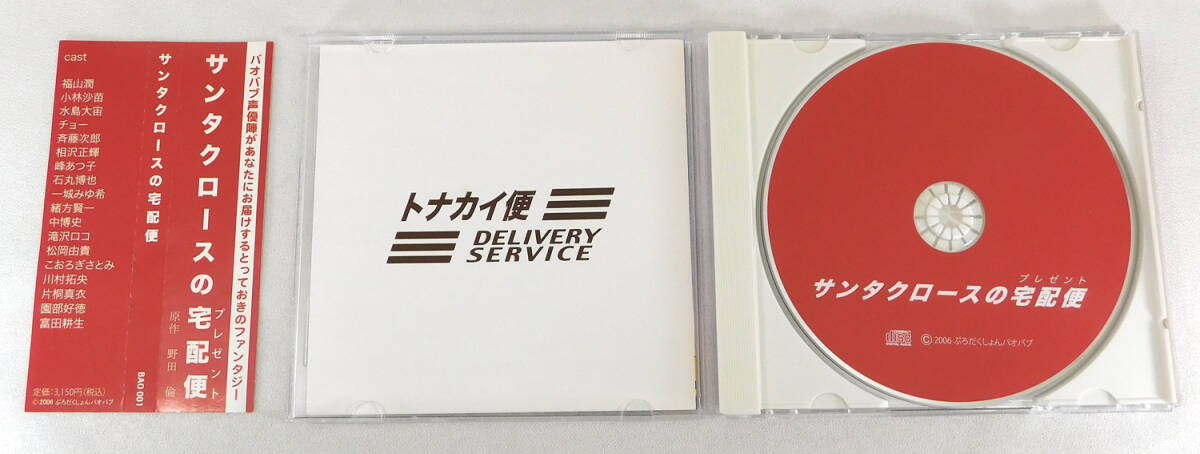 cast
福山潤
小林沙苗
水島大宙
チョー
斉藤次郎
相沢正輝
峰あつ子
石丸博也
一城みゆ希
緒方賢一
中博史
滝沢ロコ
松岡由貴
こおろぎさとみ
川村拓央
片桐真衣
園部好徳
富田耕生
定価:3,150円(税込)
©2006 ぷろだくしょんバオバブ
サンタクロースの宅配便
BAO 001
バオバブ声優陣があなたにお届けするとっておきのファンタジー
サンタクロースの宅配便
プレゼント
原作 野田 倫
トナカイ便
DELIVERY
SERVICE
プレゼント
サンタクロースの宅配便
disc
©2006 ぷろだくしょんバオバブ